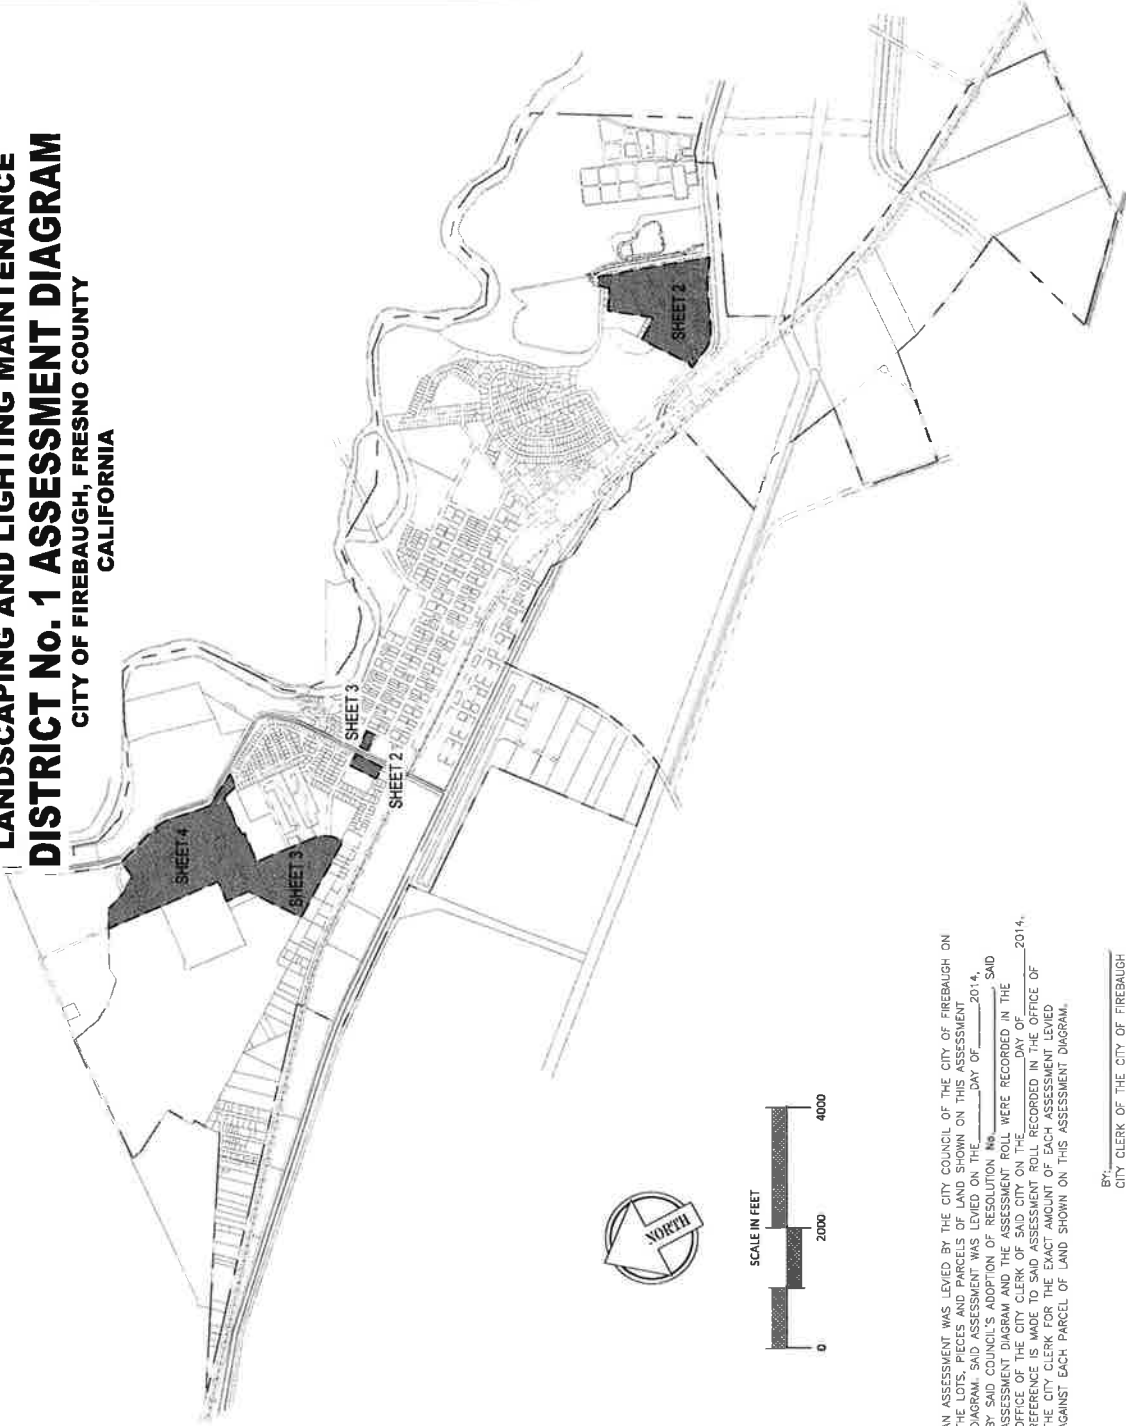 LANDSCAPING AND LIGHTING MAINTENANCE
DISTRICT No. 1 ASSESSMENT DIAGRAM
CITY OF FIREBAUGH, FRESNO COUNTY
CALIFORNIA
SHEET 4
SHEET 3
SHEET 3
SHEET 2
SHEET 2
NORTH
SCALE IN FEET
0 2000 4000
AN ASSESSMENT WAS LEVIED BY THE CITY COUNCIL OF THE CITY OF FIREBAUGH ON
THE LOTS, PIECES AND PARCELS OF LAND SHOWN ON THIS ASSESSMENT
DIAGRAM. SAID ASSESSMENT WAS LEVIED ON THE ______ DAY OF ______ 2014,
BY SAID COUNCIL'S ADOPTION OF RESOLUTION No. ______, SAID
ASSESSMENT DIAGRAM AND THE ASSESSMENT ROLL WERE RECORDED IN THE
OFFICE OF THE CITY CLERK OF SAID CITY ON THE ______ DAY OF ______ 2014.
REFERENCE IS MADE TO SAID ASSESSMENT ROLL RECORDED IN THE OFFICE OF
THE CITY CLERK FOR THE EXACT AMOUNT OF EACH ASSESSMENT LEVIED
AGAINST EACH PARCEL OF LAND SHOWN ON THIS ASSESSMENT DIAGRAM.
BY: ______
CITY CLERK OF THE CITY OF FIREBAUGH